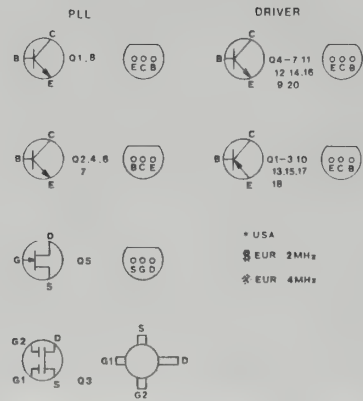 PLL
DRIVER
C
B
E
Q1,8
E C B
C
B
E
Q4-7 11
12 14.16
9 20
E C B
C
B
E
Q2,4,6
7
B C E
C
B
E
Q1-3 10
13.15.17
18
E C B
D
G
S
Q5
S G D
* USA
EUR 2MHz
EUR 4MHz
G2
D
G1
S
Q3
S
G1
D
G2